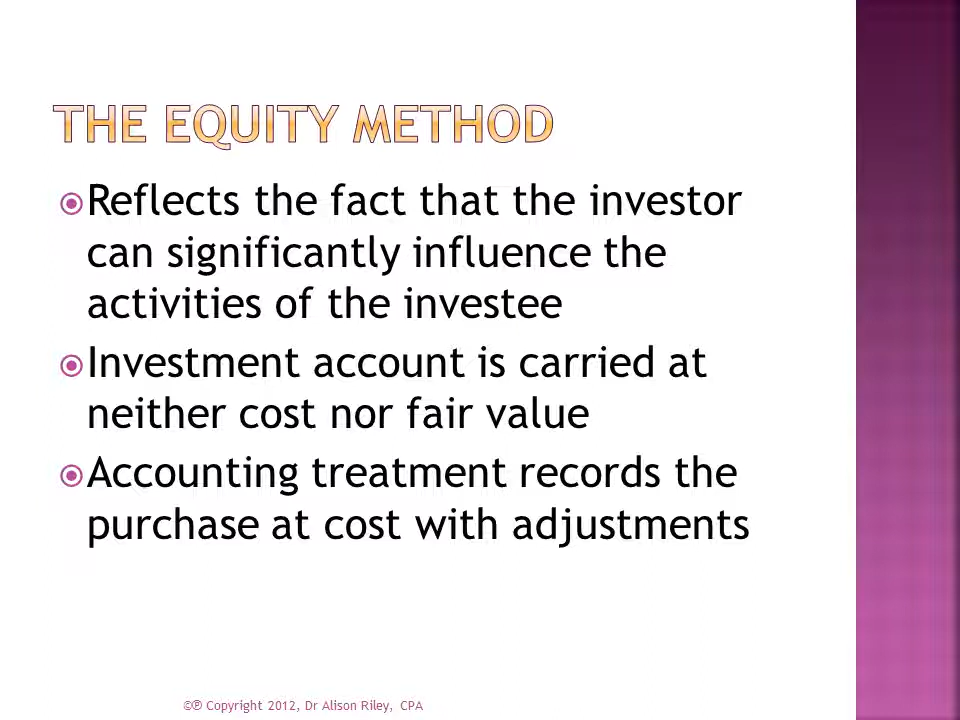 THE EQUITY METHOD
Reflects the fact that the investor
can significantly influence the
activities of the investee
Investment account is carried at
neither cost nor fair value
Accounting treatment records the
purchase at cost with adjustments
©℗ Copyright 2012, Dr Alison Riley, CPA